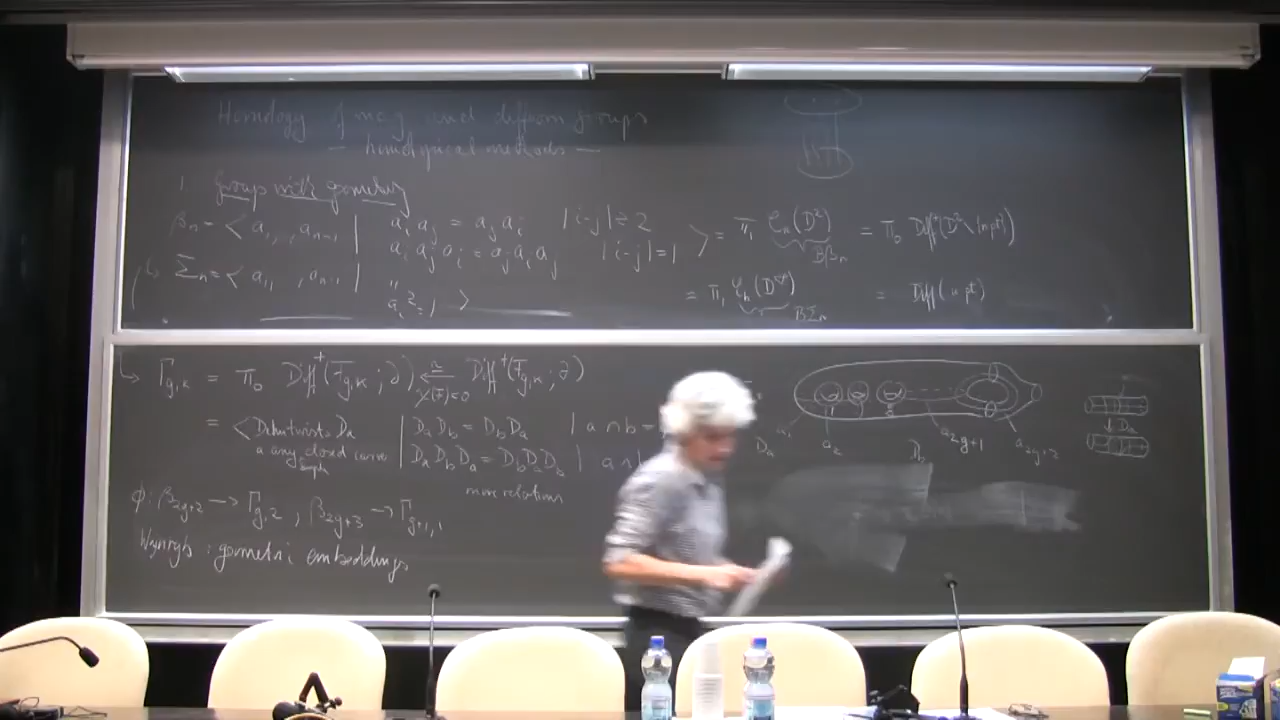 Homology of mcg and diffeom groups
— homotopical methods —
1. Groups with geometry
β_n = < a_1, , a_{n-1} | a_i a_j = a_j a_i |i-j| ≥ 2
a_i a_j a_i = a_j a_i a_j |i-j| = 1 > = π_1 C_n(D^2) = π_0 Diff^+(D^2 \ (n pt))
Bβ_n
Σ_n = < a_1, , a_{n-1} | "
a_i^2 = 1 > = π_1 C_n(D^∞) = Diff(n pt)
BΣ_n
Γ_{g,k} = π_0 Diff^+(F_{g,k}; ∂) ≃ Diff^+(F_{g,k}; ∂)
χ(F)<0
= < Dehn twists D_a | D_a D_b = D_b D_a | a ∩ b =
a any closed curve | D_a D_b D_a = D_b D_a D_b | a ∩
more relations
φ: β_{2g+2} → Γ_{g,2} , β_{2g+3} → Γ_{g+1,1}
Wajnryb : geometric embeddings
a_1 a_2 a_{2g+1} a_{2g+2}
D_a
D_b
↓ D_a